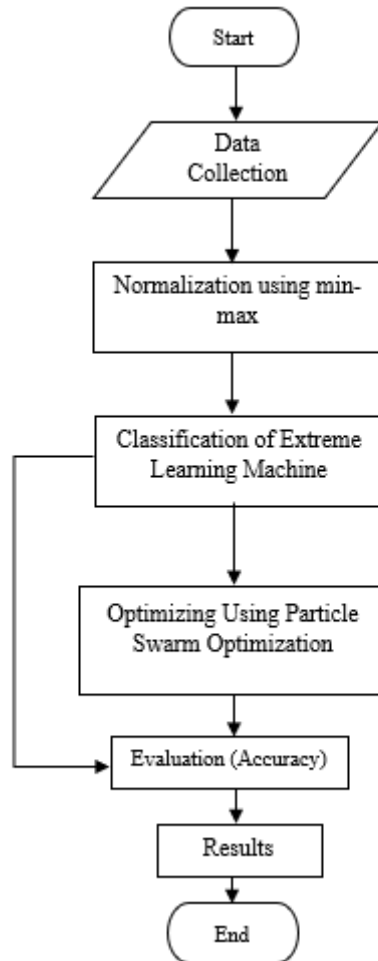 Start
Data
Collection
Normalization using min-
max
Classification of Extreme
Learning Machine
Optimizing Using Particle
Swarm Optimization
Evaluation (Accuracy)
Results
End